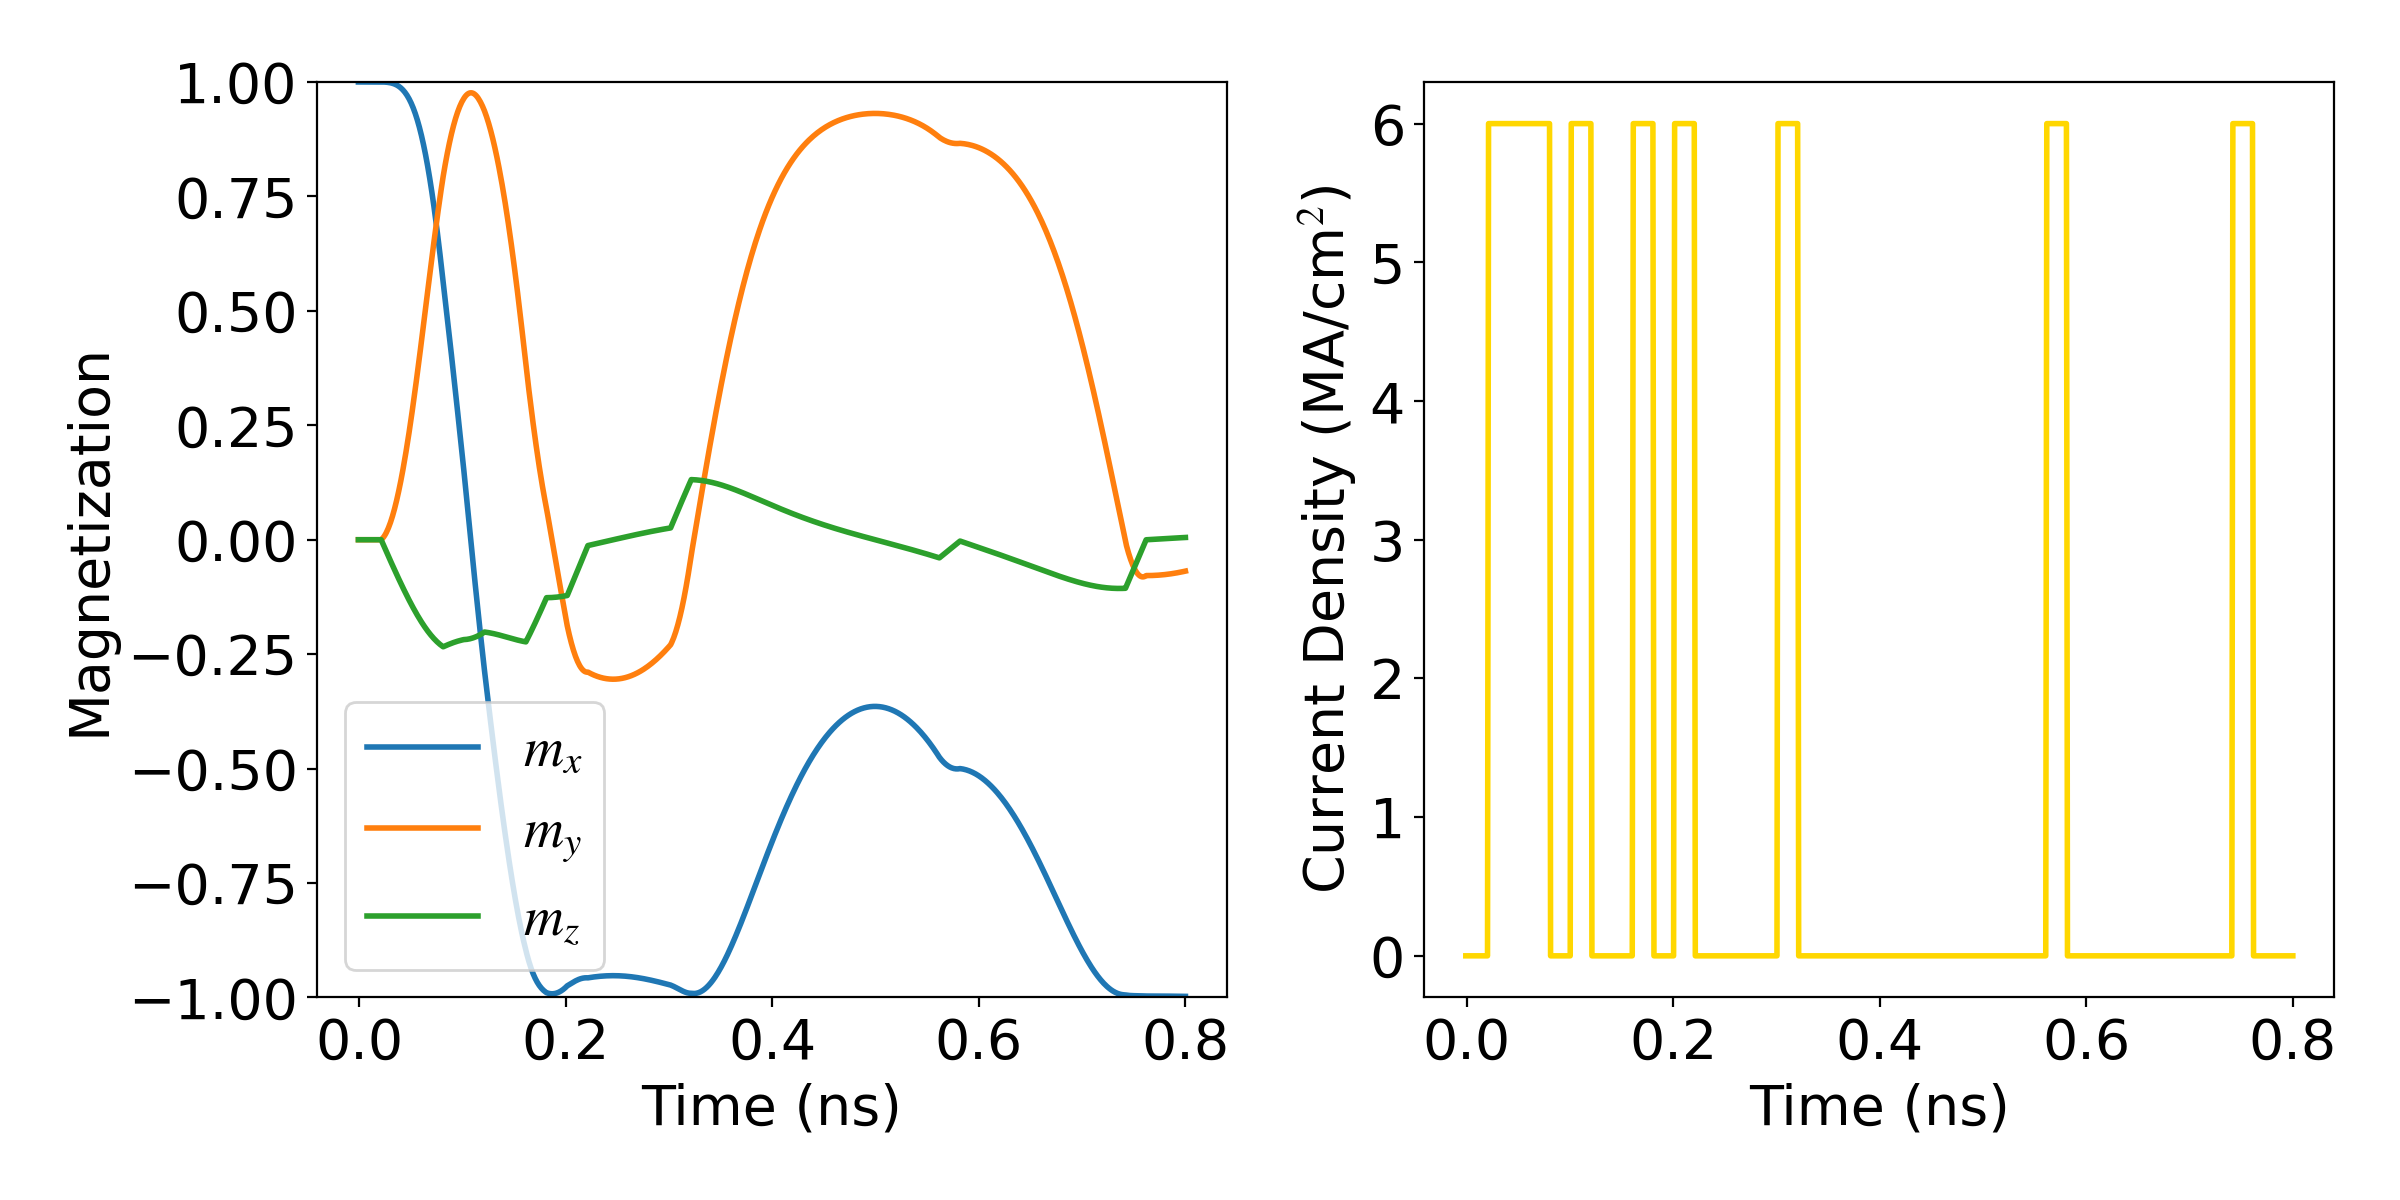 1.00
0.75
0.50
0.25
0.00
−0.25
−0.50
−0.75
−1.00
Magnetization
m_x
m_y
m_z
0.0 0.2 0.4 0.6 0.8
Time (ns)
6
5
4
3
2
1
0
Current Density (MA/cm²)
0.0 0.2 0.4 0.6 0.8
Time (ns)